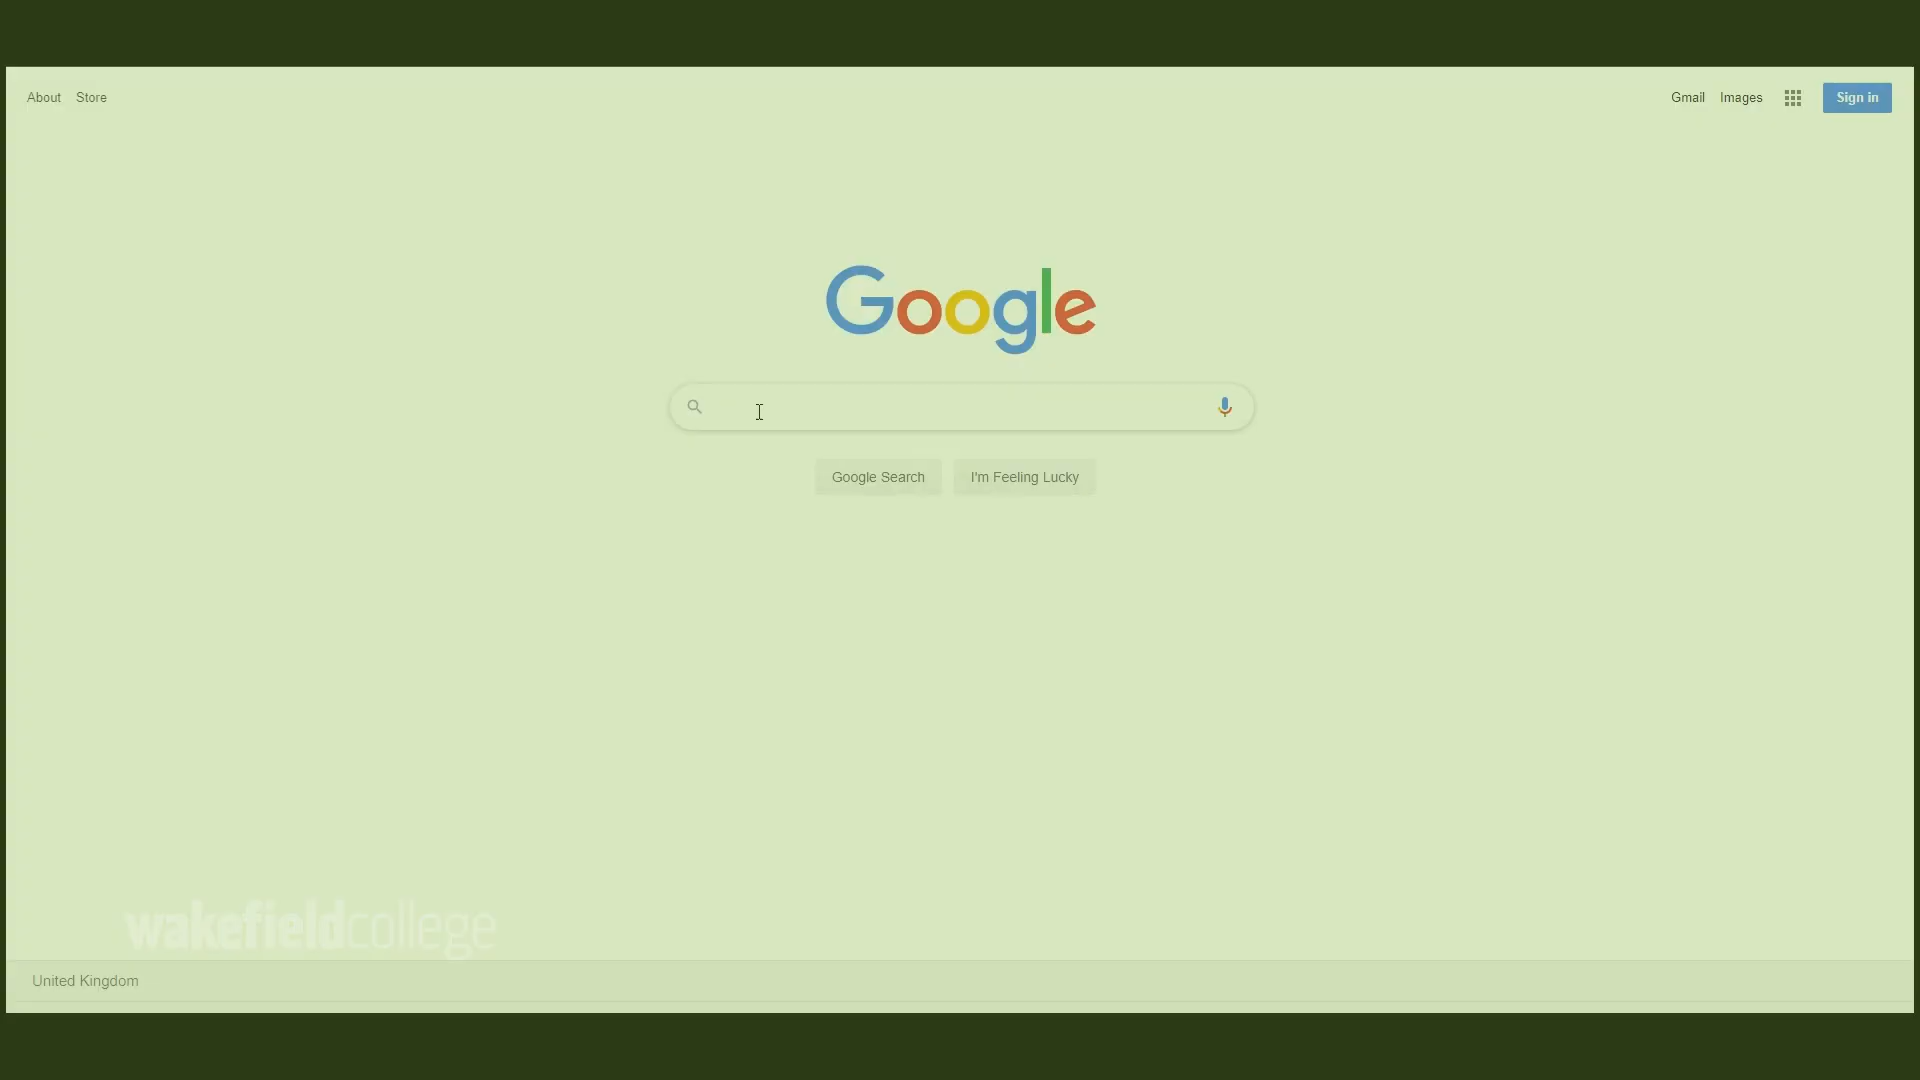 About Store
Gmail Images Sign in
Google
Google Search I'm Feeling Lucky
wakefieldcollege
United Kingdom